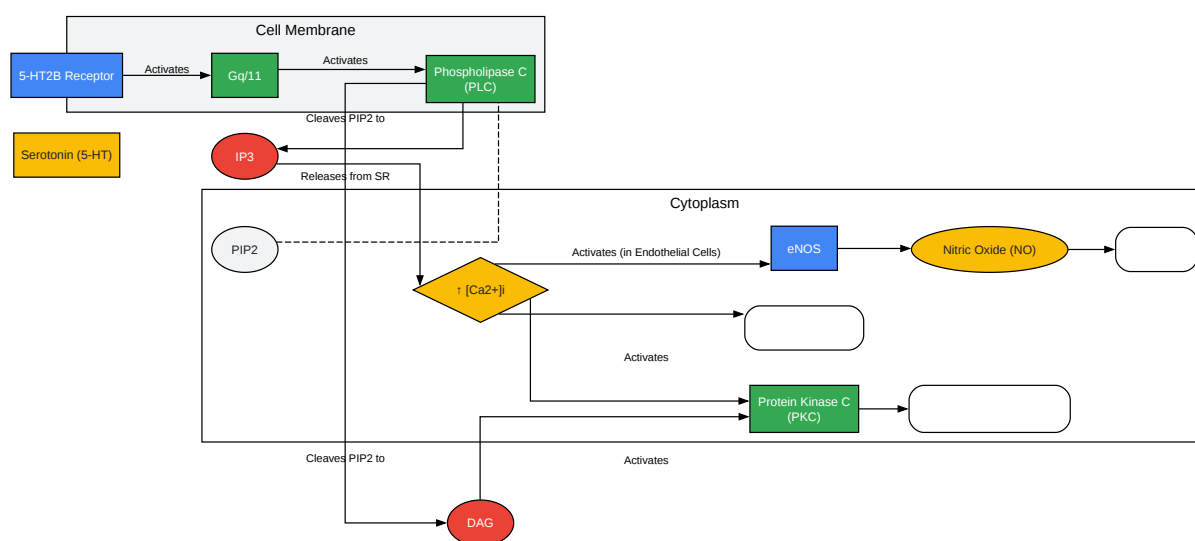 Cell Membrane
5-HT2B Receptor
Activates
Gq/11
Activates
Phospholipase C
(PLC)
Cleaves PIP2 to
Serotonin (5-HT)
IP3
Releases from SR
Cytoplasm
PIP2
Activates (in Endothelial Cells)
eNOS
Nitric Oxide (NO)
↑ [Ca2+]i
Activates
Protein Kinase C
(PKC)
Cleaves PIP2 to
Activates
DAG